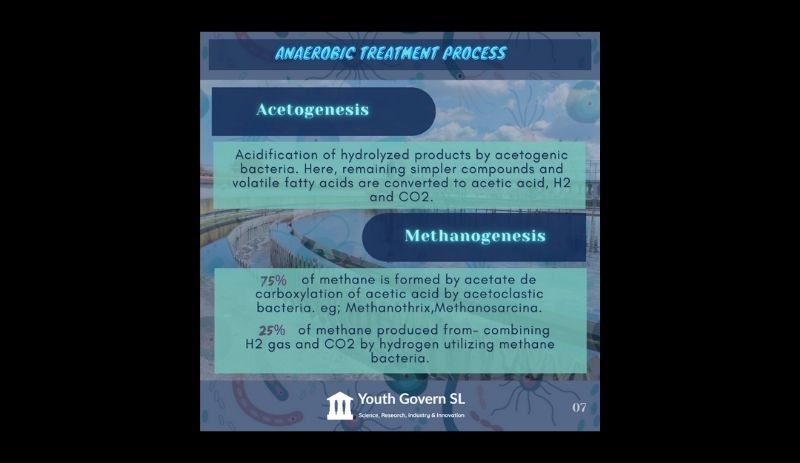 ANAEROBIC TREATMENT PROCESS
Acetogenesis
Acidification of hydrolyzed products by acetogenic
bacteria. Here, remaining simpler compounds and
volatile fatty acids are converted to acetic acid, H2
and CO2.
Methanogenesis
75% of methane is formed by acetate de
carboxylation of acetic acid by acetoclastic
bacteria. eg; Methanothrix,Methanosarcina.
25% of methane produced from- combining
H2 gas and CO2 by hydrogen utilizing methane
bacteria.
Youth Govern SL
Science, Research, Industry & Innovation
07